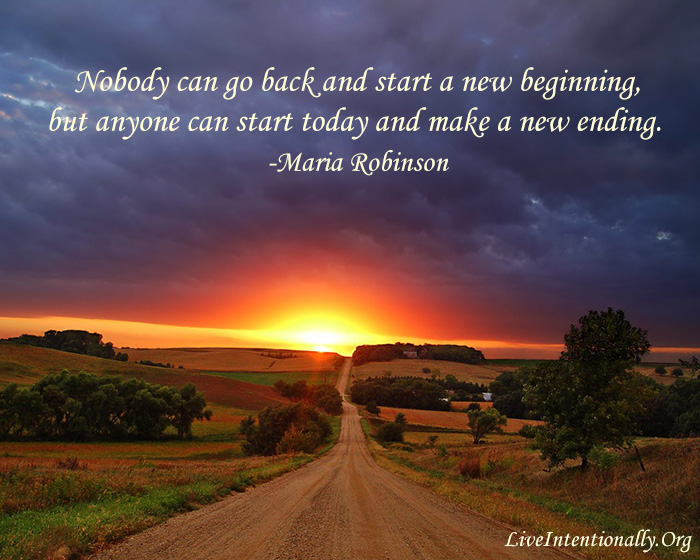 Nobody can go back and start a new beginning,
but anyone can start today and make a new ending.
-Maria Robinson
LiveIntentionally.Org